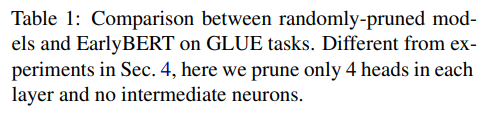 Table 1: Comparison between randomly-pruned mod-
els and EarlyBERT on GLUE tasks. Different from ex-
periments in Sec. 4, here we prune only 4 heads in each
layer and no intermediate neurons.